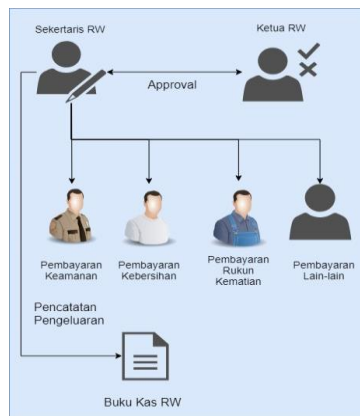 Sekertaris RW
Ketua RW
Approval
Pembayaran
Keamanan
Pembayaran
Kebersihan
Pembayaran
Rukun
Kematian
Pembayaran
Lain-lain
Pencatatan
Pengeluaran
Buku Kas RW